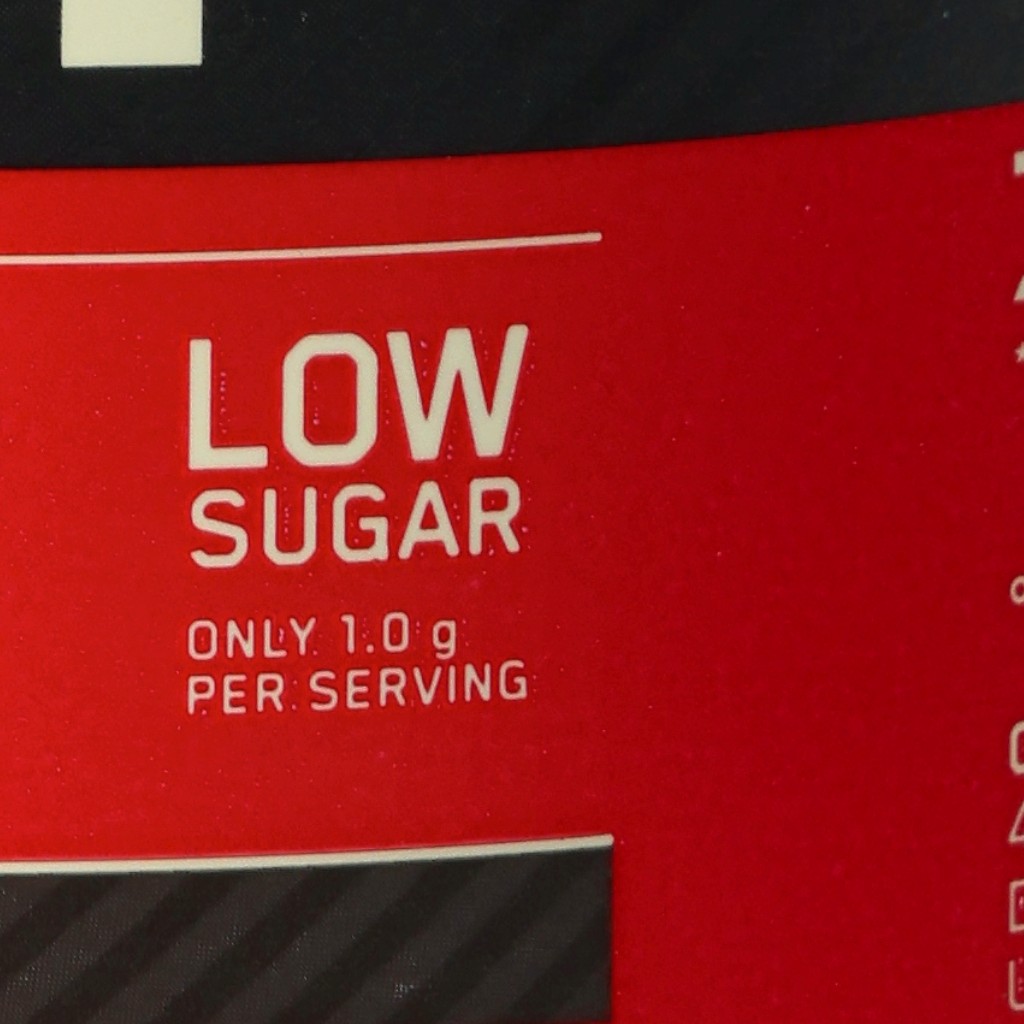 LOW
SUGAR
ONLY 1.0 g
PER SERVING